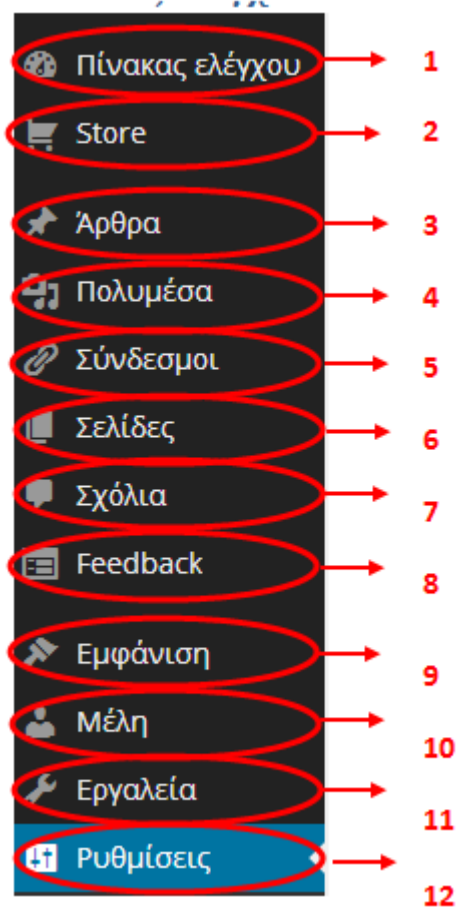 Πίνακας ελέγχου 1
Store 2
Άρθρα 3
Πολυμέσα 4
Σύνδεσμοι 5
Σελίδες 6
Σχόλια 7
Feedback 8
Εμφάνιση 9
Μέλη 10
Εργαλεία 11
Ρυθμίσεις 12